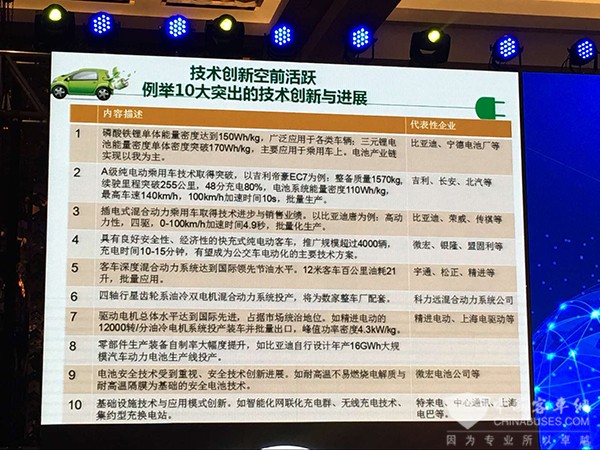 技术创新空前活跃
例举10大突出的技术创新与进展
内容描述 代表性企业
1 磷酸铁锂单体能量密度达到150Wh/kg，广泛应用于各类车辆；三元锂电
池能量密度单体密度突破170Wh/kg，主要应用于乘用车上。电池产业链
实现以我为主。 比亚迪、宁德电池厂等
2 A级纯电动乘用车技术取得突破，以吉利帝豪EC7为例：整备质量1570kg,
续驶里程突破255公里，48分充电80%，电池系统能量密度110Wh/kg，
最高车速140km/h，100km/h加速时间10s，批量生产。 吉利、长安、北汽等
3 插电式混合动力乘用车取得技术进步与销售业绩。以比亚迪唐为例：高动
力性，四驱，0-100km/h加速时间4.9秒，批量化生产。 比亚迪、荣威、传祺等
4 具有良好安全性、经济性的快充式纯电动客车，推广规模超过4000辆，
充电时间10-15分钟，有望成为公交车电动化的主要技术方案。 微宏、银隆、盟固利等
5 客车深度混合动力系统达到国际领先节油水平。12米客车百公里油耗21
升，批量应用。 宇通、松正、精进等
6 四轴行星齿轮系油冷双电机混合动力系统投产，将为数家整车厂配套。 科力远混合动力系统公司
7 驱动电机总体水平达到国际先进，占据市场统治地位。如精进电动的
12000转/分油冷电机系统投产装车并批量出口，峰值功率密度4.3kW/kg。 精进电动、上海电驱动等
8 零部件生产装备自制率大幅度提升，如比亚迪自行设计年产16GWh大规
模汽车动力电池生产线投产。
9 电池安全技术受到重视、安全技术创新进展。如耐高温不易燃烧电解质与
耐高温隔膜为基础的安全电池技术。 微宏电池公司等
10 基础设施技术与应用模式创新。如智能化网联化充电群、无线充电技术、
集约型充换电站。 特来电、中心通讯、上海
电巴等。
CHINABUSES.COM
因为专业所以卓越